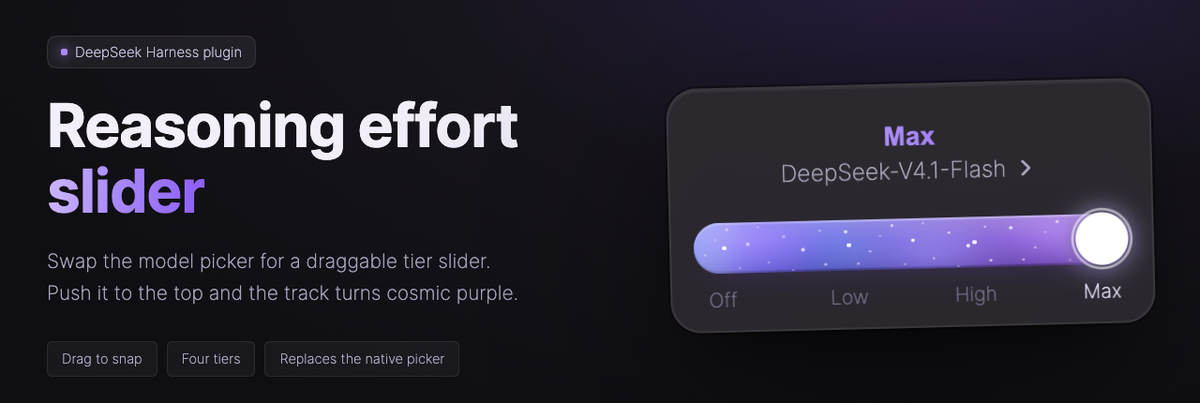 DeepSeek Harness plugin
Reasoning effort
slider
Swap the model picker for a draggable tier slider.
Push it to the top and the track turns cosmic purple.
Drag to snap
Four tiers
Replaces the native picker
Max
DeepSeek-V4.1-Flash
Off
Low
High
Max